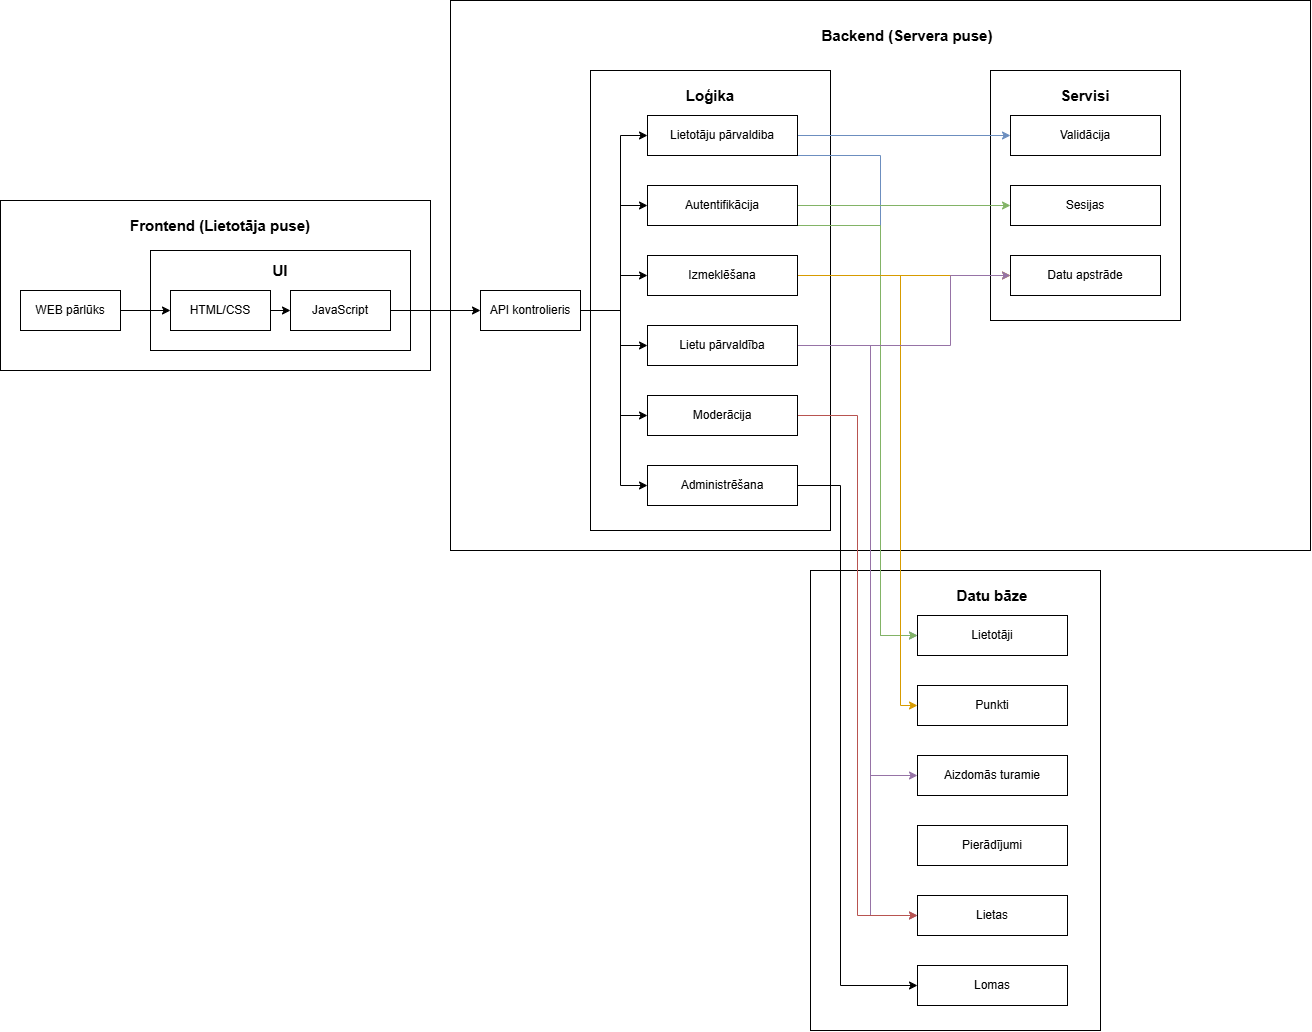 Backend (Servera puse)
Loģika
Servisi
Lietotāju pārvaldiba
Validācija
Autentifikācija
Sesijas
Frontend (Lietotāja puse)
UI
Izmeklēšana
Datu apstrāde
WEB pārlūks
HTML/CSS
JavaScript
API kontrolieris
Lietu pārvaldība
Moderācija
Administrēšana
Datu bāze
Lietotāji
Punkti
Aizdomās turamie
Pierādījumi
Lietas
Lomas